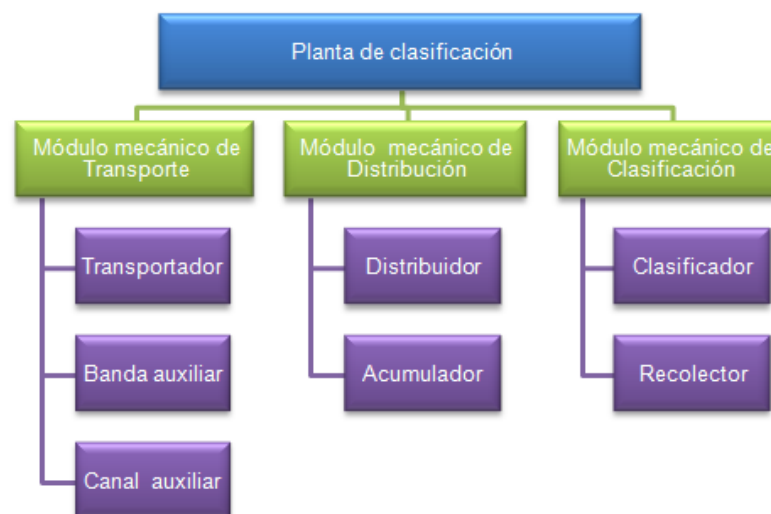 Planta de clasificación
Módulo mecánico de
Transporte
Módulo mecánico de
Distribución
Módulo mecánico de
Clasificación
Transportador
Distribuidor
Clasificador
Banda auxiliar
Acumulador
Recolector
Canal auxiliar